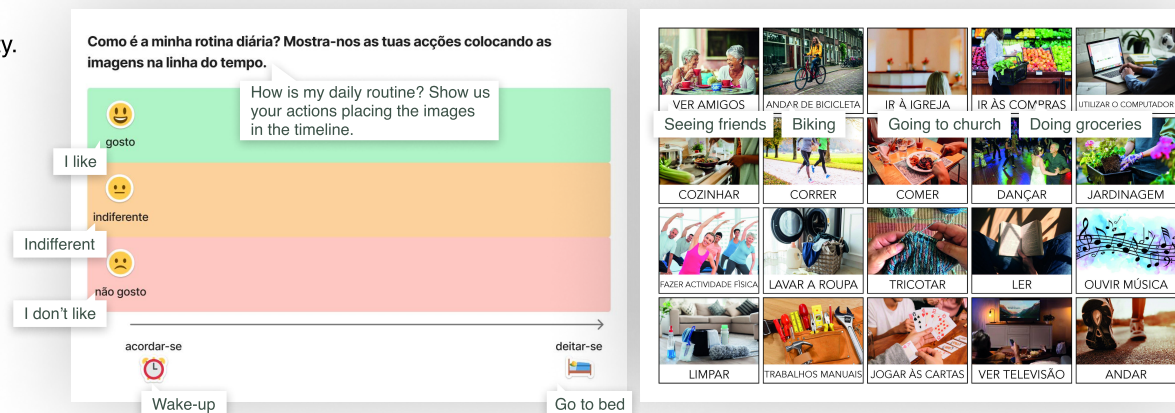 y.
Como é a minha rotina diária? Mostra-nos as tuas acções colocando as
imagens na linha do tempo.
How is my daily routine? Show us
your actions placing the images
in the timeline.
gosto
I like
indiferente
Indifferent
não gosto
I don't like
acordar-se
deitar-se
Wake-up
Go to bed
VER AMIGOS
ANDAR DE BICICLETA
IR À IGREJA
IR ÀS COMPRAS
UTILIZAR O COMPUTADOR
Seeing friends
Biking
Going to church
Doing groceries
COZINHAR
CORRER
COMER
DANÇAR
JARDINAGEM
FAZER ACTIVIDADE FÍSICA
LAVAR A ROUPA
TRICOTAR
LER
OUVIR MÚSICA
LIMPAR
TRABALHOS MANUAIS
JOGAR ÀS CARTAS
VER TELEVISÃO
ANDAR